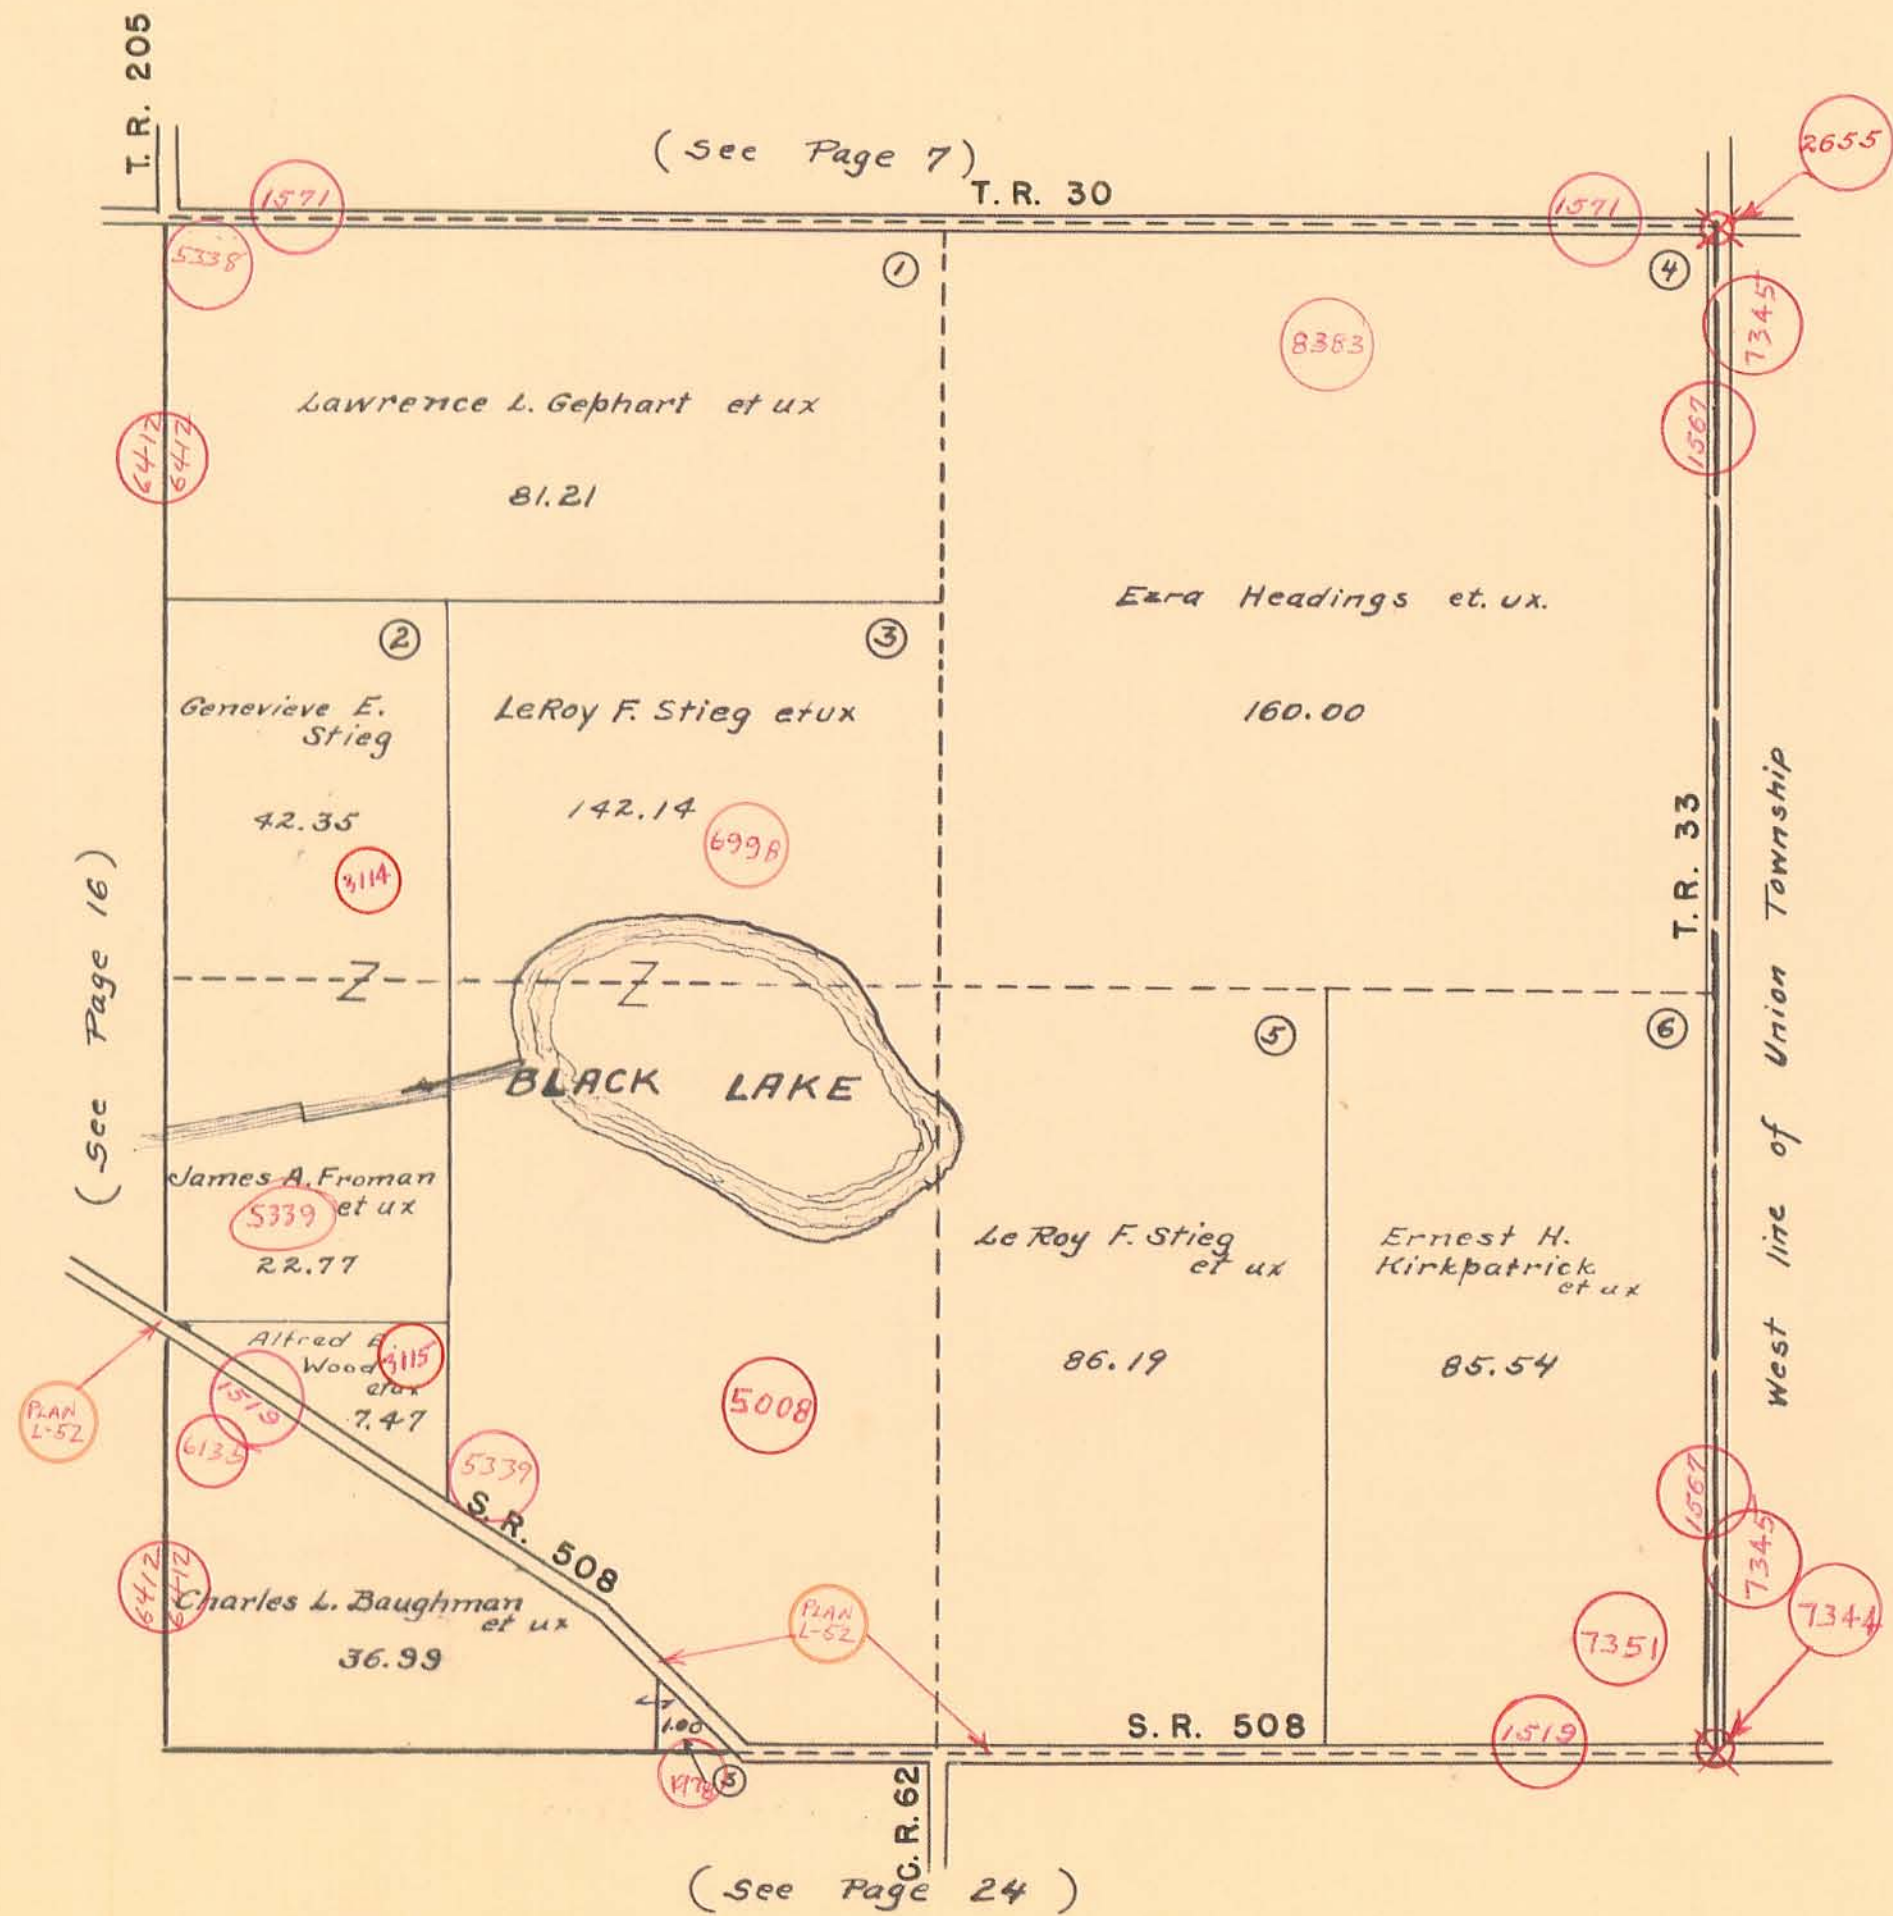 T. R. 205
(See Page 7)
T. R. 30
2655
1571
1571
5338
1
4
7345
8383
1567
Lawrence L. Gephart et ux
81.21
6412
6412
Ezra Headings et. ux.
160.00
2
3
Genevieve E.
Stieg
42.35
3114
LeRoy F. Stieg et ux
142.14
6998
T. R. 33
West line of Union Township
(See Page 16)
Z
Z
5
6
BLACK LAKE
James A. Froman
et ux
5339
22.77
Le Roy F. Stieg
et ux
86.19
Ernest H.
Kirkpatrick
et ux
85.54
Alfred E
Wood
et ux
3115
7.47
1519
PLAN
L-52
6135
5339
5008
S. R. 508
1567
7345
7344
7351
6412
6412
Charles L. Baughman
et ux
36.99
PLAN
L-52
1.00
S. R. 508
1519
3
C. R. 62
(See Page 24)